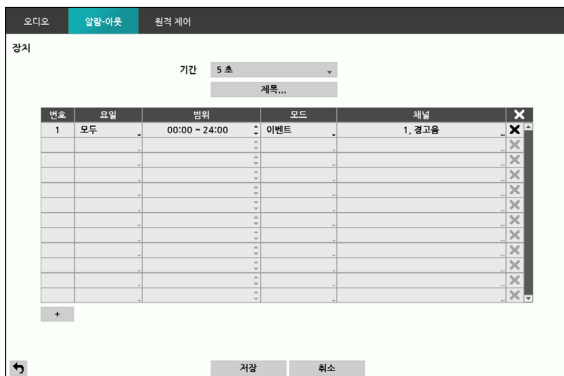 오디오 알람-아웃 원격 제어
장치
기간 5 초
제목...
번호 요일 범위 모드 채널
1 모두 00:00 ~ 24:00 이벤트 1, 경고음
+
저장 취소